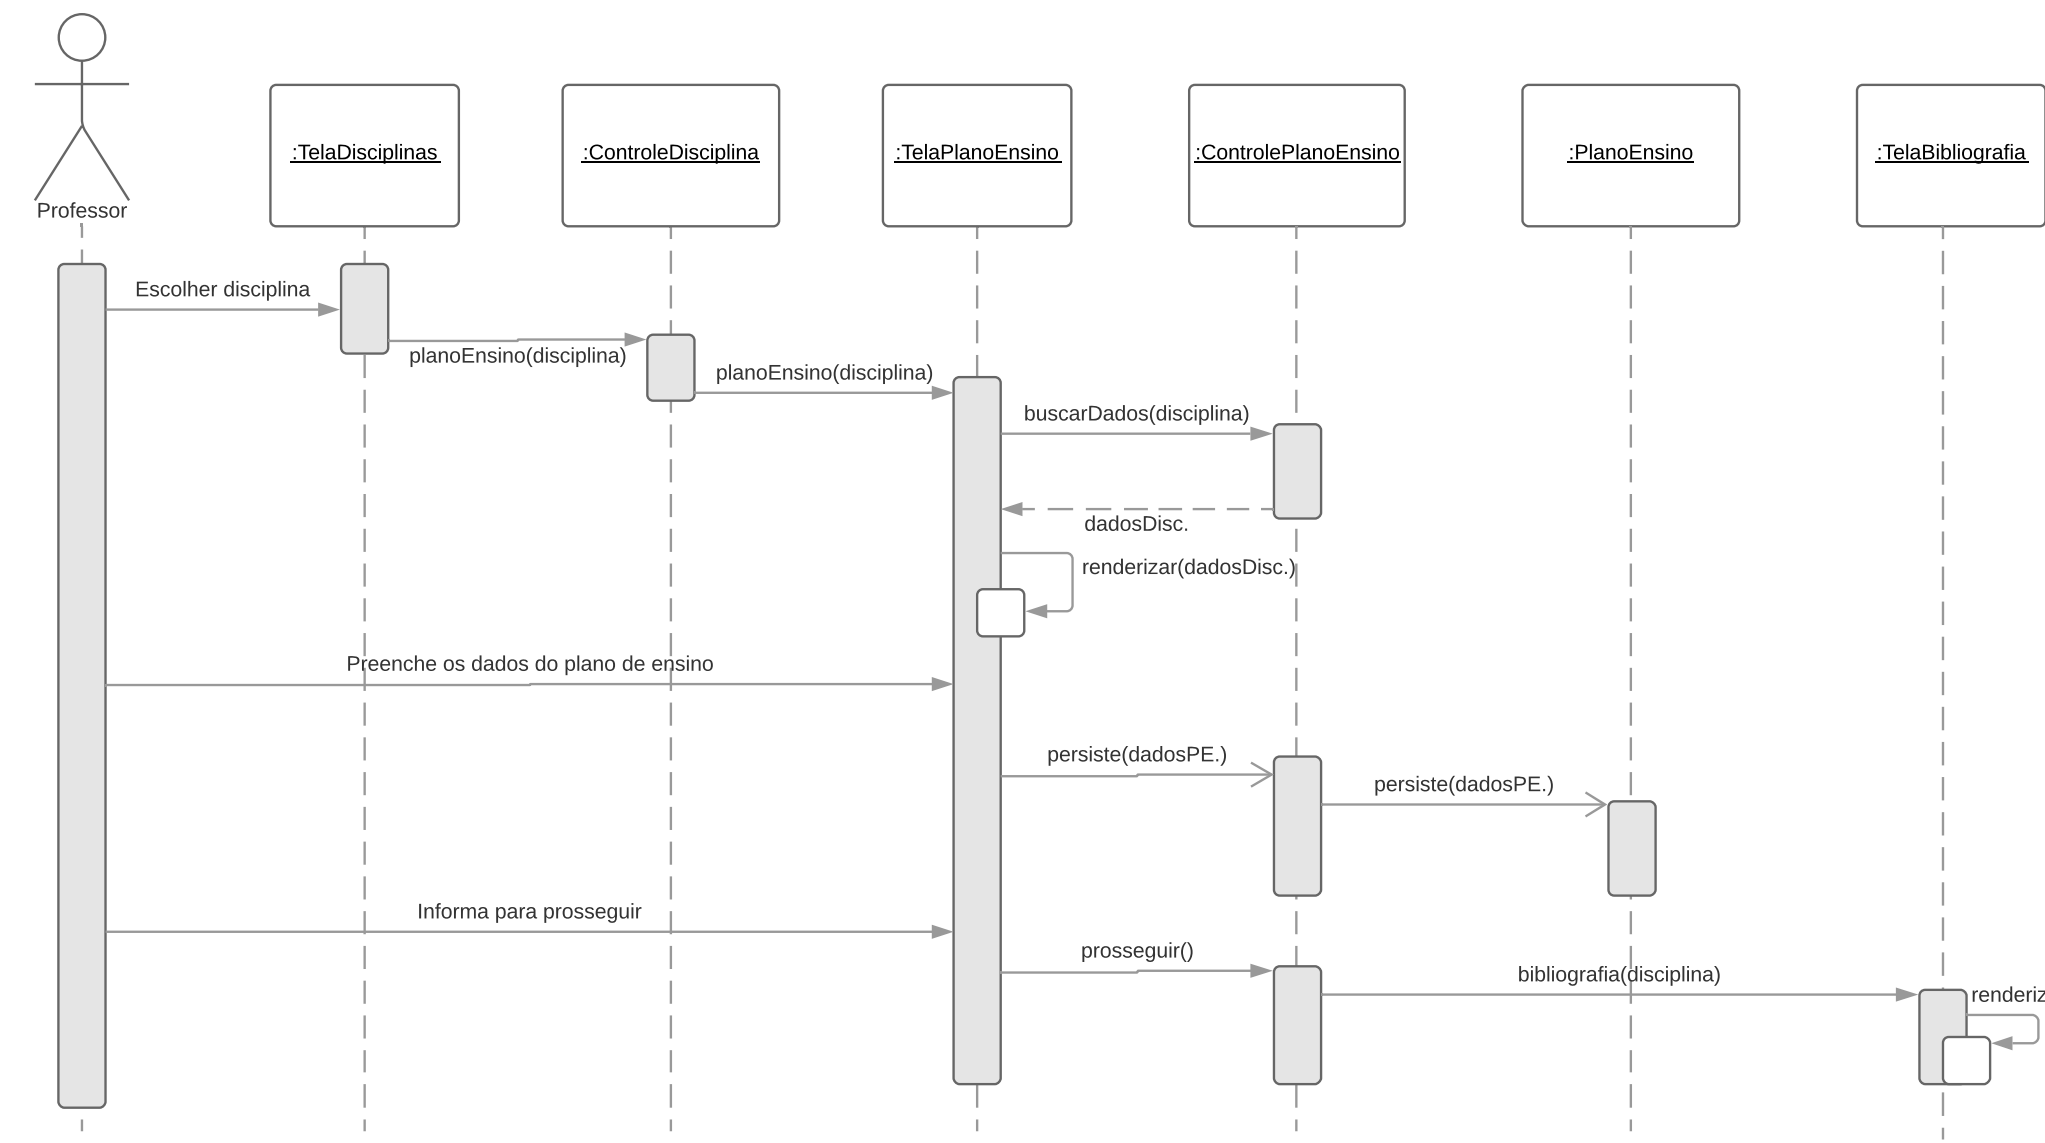 :TelaDisciplinas
:ControleDisciplina
:TelaPlanoEnsino
:ControlePlanoEnsino
:PlanoEnsino
:TelaBibliografia
Professor
Escolher disciplina
planoEnsino(disciplina)
planoEnsino(disciplina)
buscarDados(disciplina)
dadosDisc.
renderizar(dadosDisc.)
Preenche os dados do plano de ensino
persiste(dadosPE.)
persiste(dadosPE.)
Informa para prosseguir
prosseguir()
bibliografia(disciplina)
renderiz